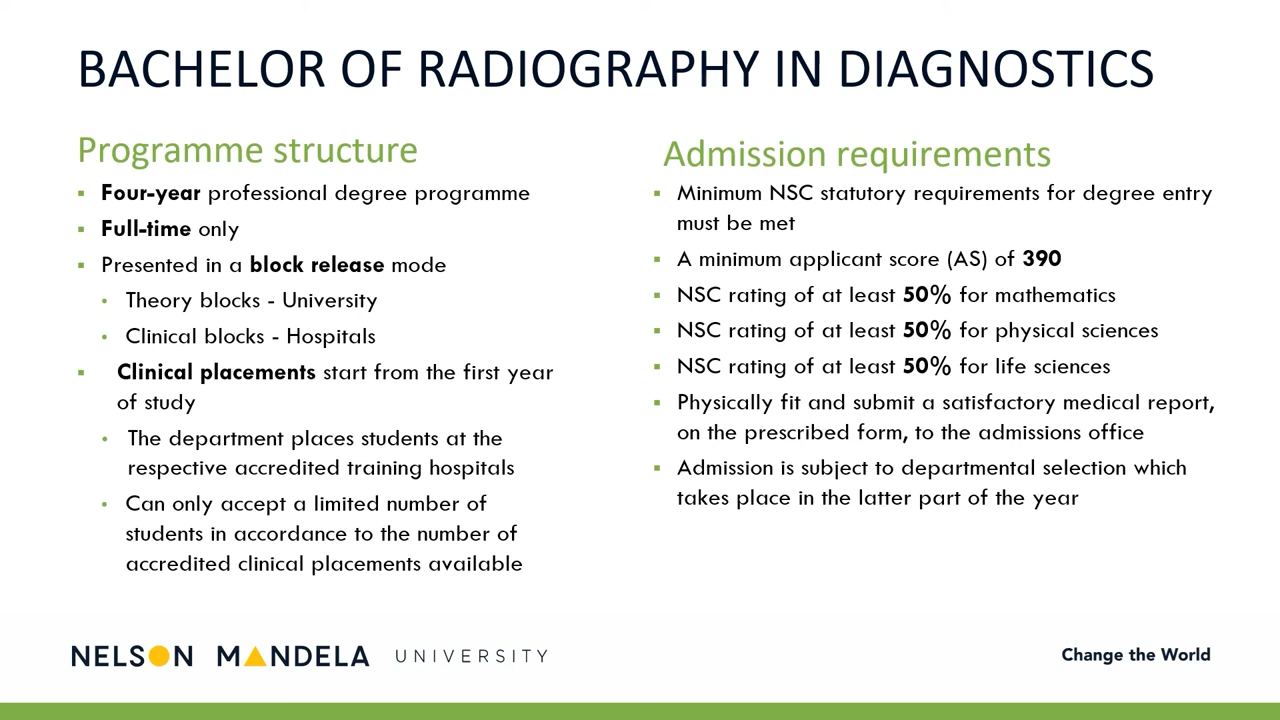 BACHELOR OF RADIOGRAPHY IN DIAGNOSTICS
Programme structure
▪ Four-year professional degree programme
▪ Full-time only
▪ Presented in a block release mode
• Theory blocks - University
• Clinical blocks - Hospitals
▪ Clinical placements start from the first year
of study
• The department places students at the
respective accredited training hospitals
• Can only accept a limited number of
students in accordance to the number of
accredited clinical placements available
Admission requirements
▪ Minimum NSC statutory requirements for degree entry
must be met
▪ A minimum applicant score (AS) of 390
▪ NSC rating of at least 50% for mathematics
▪ NSC rating of at least 50% for physical sciences
▪ NSC rating of at least 50% for life sciences
▪ Physically fit and submit a satisfactory medical report,
on the prescribed form, to the admissions office
▪ Admission is subject to departmental selection which
takes place in the latter part of the year
NELSON MANDELA UNIVERSITY
Change the World